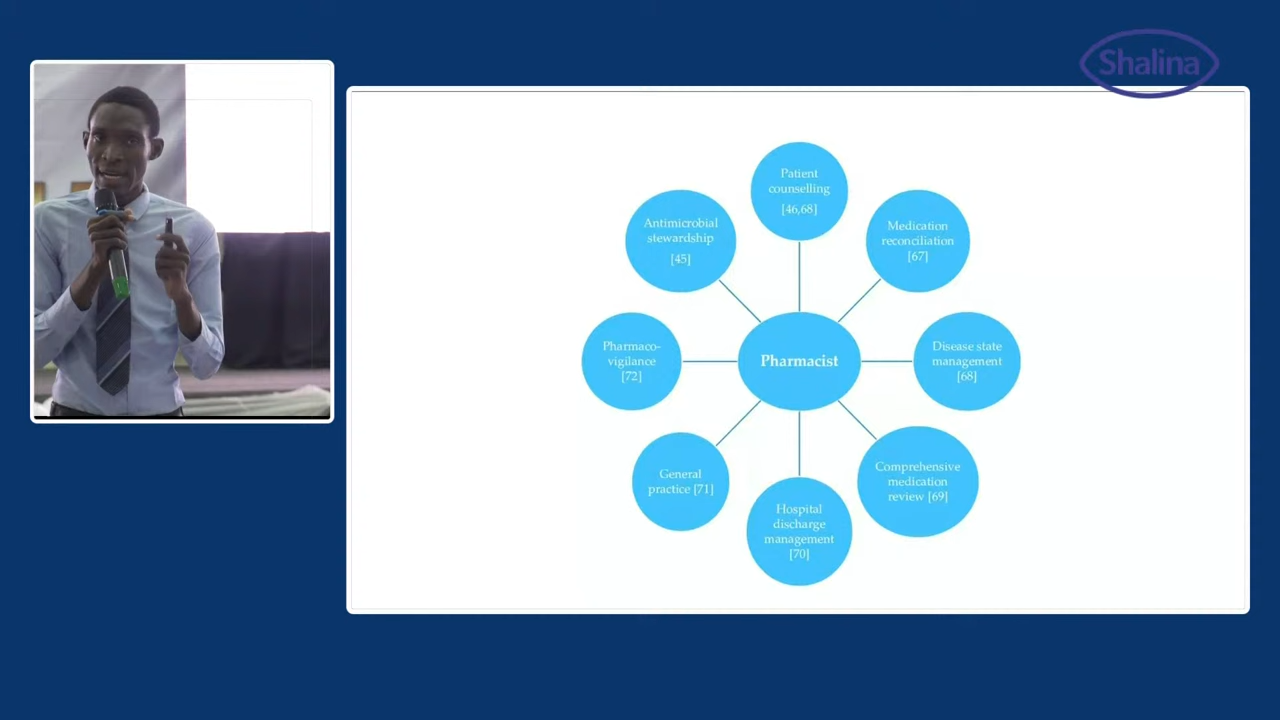 Shalina
Patient
counselling
[46,68]
Medication
reconciliation
[67]
Disease state
management
[68]
Comprehensive
medication
review [69]
Hospital
discharge
management
[70]
General
practice [71]
Pharmaco-
vigilance
[72]
Antimicrobial
stewardship
[45]
Pharmacist